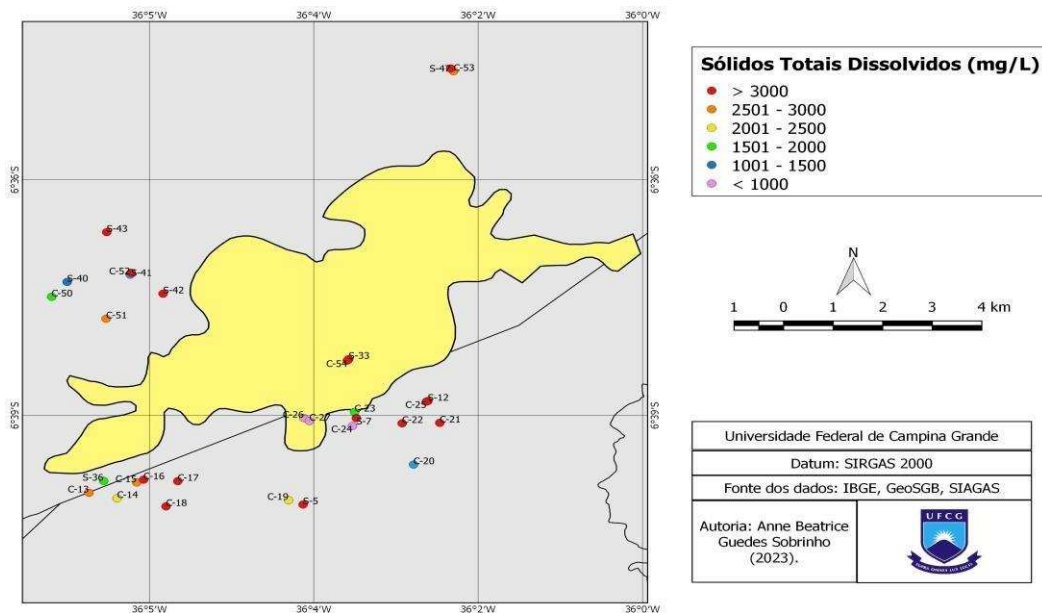 36°5'W 36°4'W 36°2'W 36°0'W
S-47 C-53
6°36'S 6°36'S
S-43
C-52 S-41
S-40
S-42
C-50
C-51
S-33
C-54
S-12
C-25
C-23
C-26 C-27
S-7
C-24
C-22 C-21
6°39'S 6°39'S
C-20
S-36 C-15 C-16 C-17
C-13
C-14
C-18
C-19 S-5
36°5'W 36°4'W 36°2'W 36°0'W
Sólidos Totais Dissolvidos (mg/L)
> 3000
2501 - 3000
2001 - 2500
1501 - 2000
1001 - 1500
< 1000
N
1 0 1 2 3 4 km
Universidade Federal de Campina Grande
Datum: SIRGAS 2000
Fonte dos dados: IBGE, GeoSGB, SIAGAS
Autoria: Anne Beatrice
Guedes Sobrinho
(2023).
UFCG